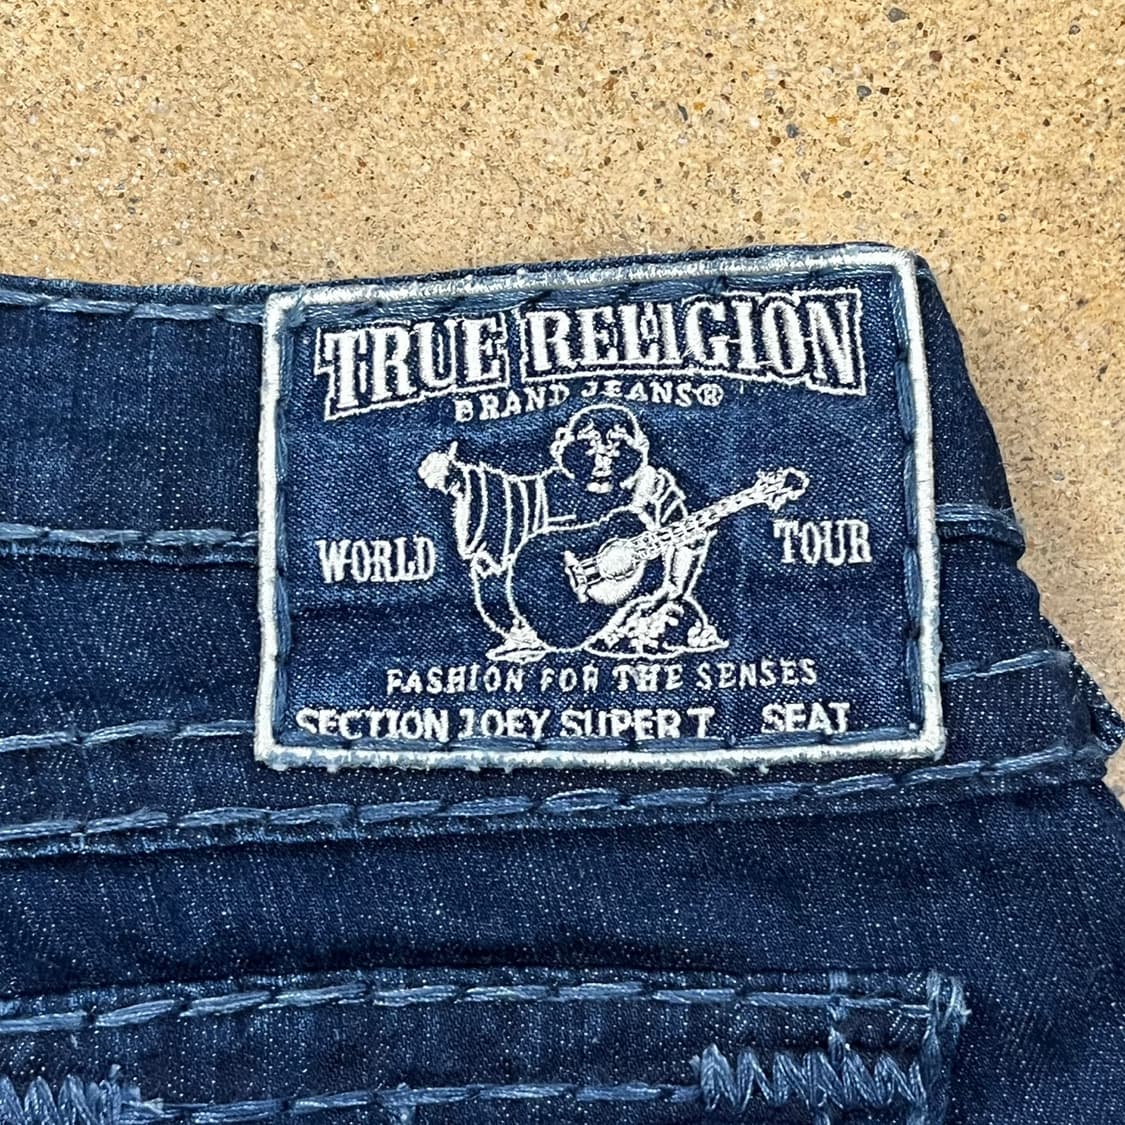 TRUE RELIGION
BRAND JEANS®
WORLD TOUR
FASHION FOR THE SENSES
SECTION JOEY SUPER T SEAT